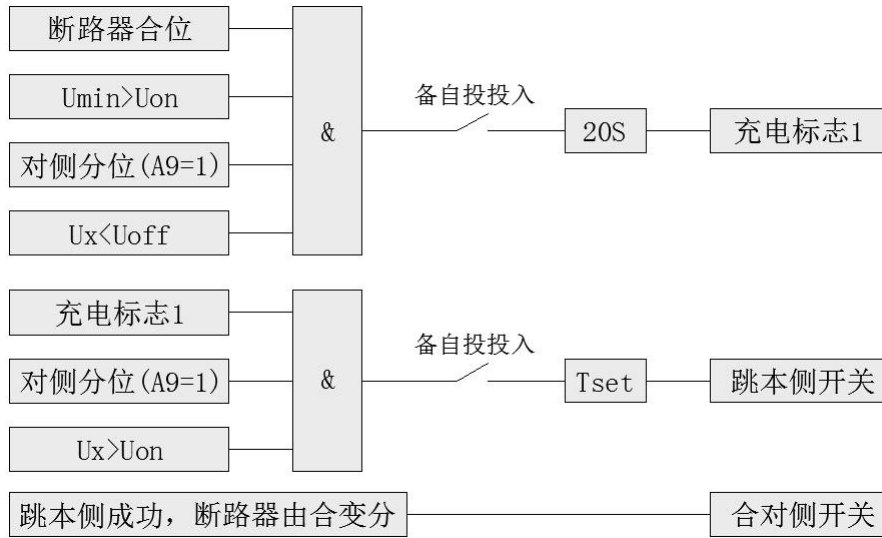 断路器合位
Umin>Uon
对侧分位(A9=1)
Ux<Uoff
&
备自投投入
20S
充电标志1
充电标志1
对侧分位(A9=1)
Ux>Uon
&
备自投投入
Tset
跳本侧开关
跳本侧成功，断路器由合变分
合对侧开关